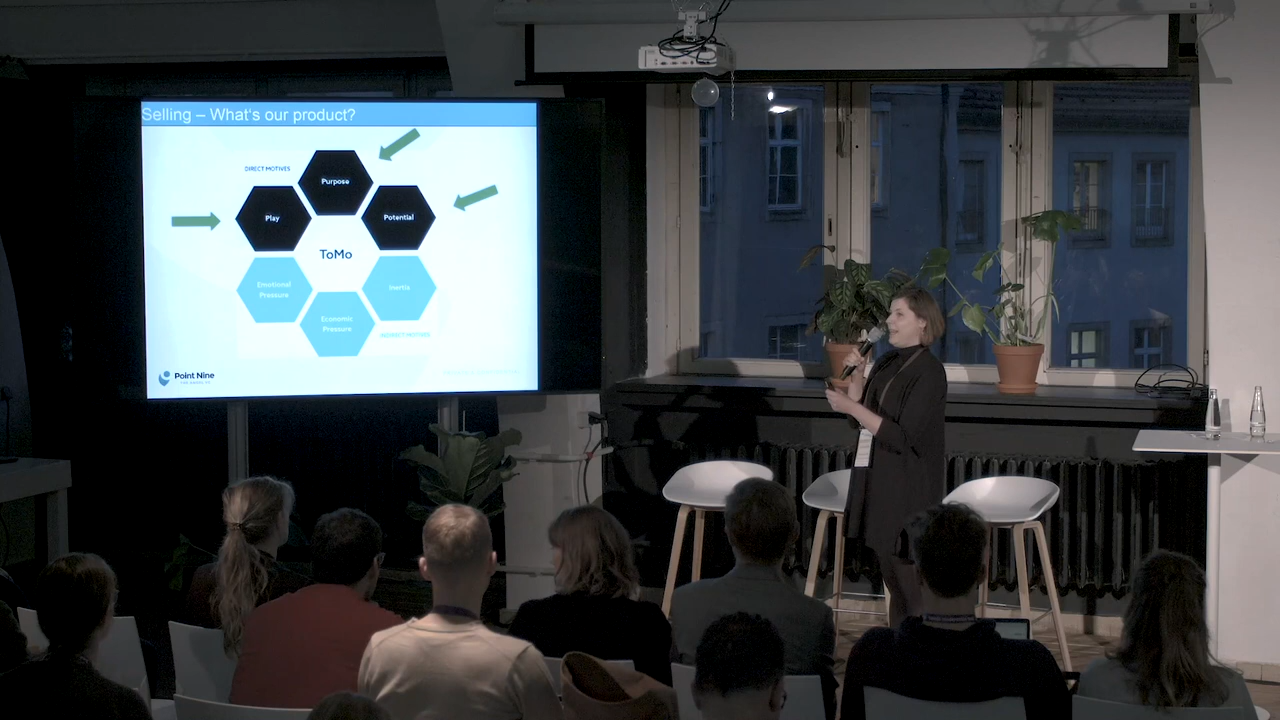 Selling – What's our product?
DIRECT MOTIVES
Purpose
Play
Potential
ToMo
Emotional
Pressure
Inertia
Economic
Pressure
INDIRECT MOTIVES
Point Nine